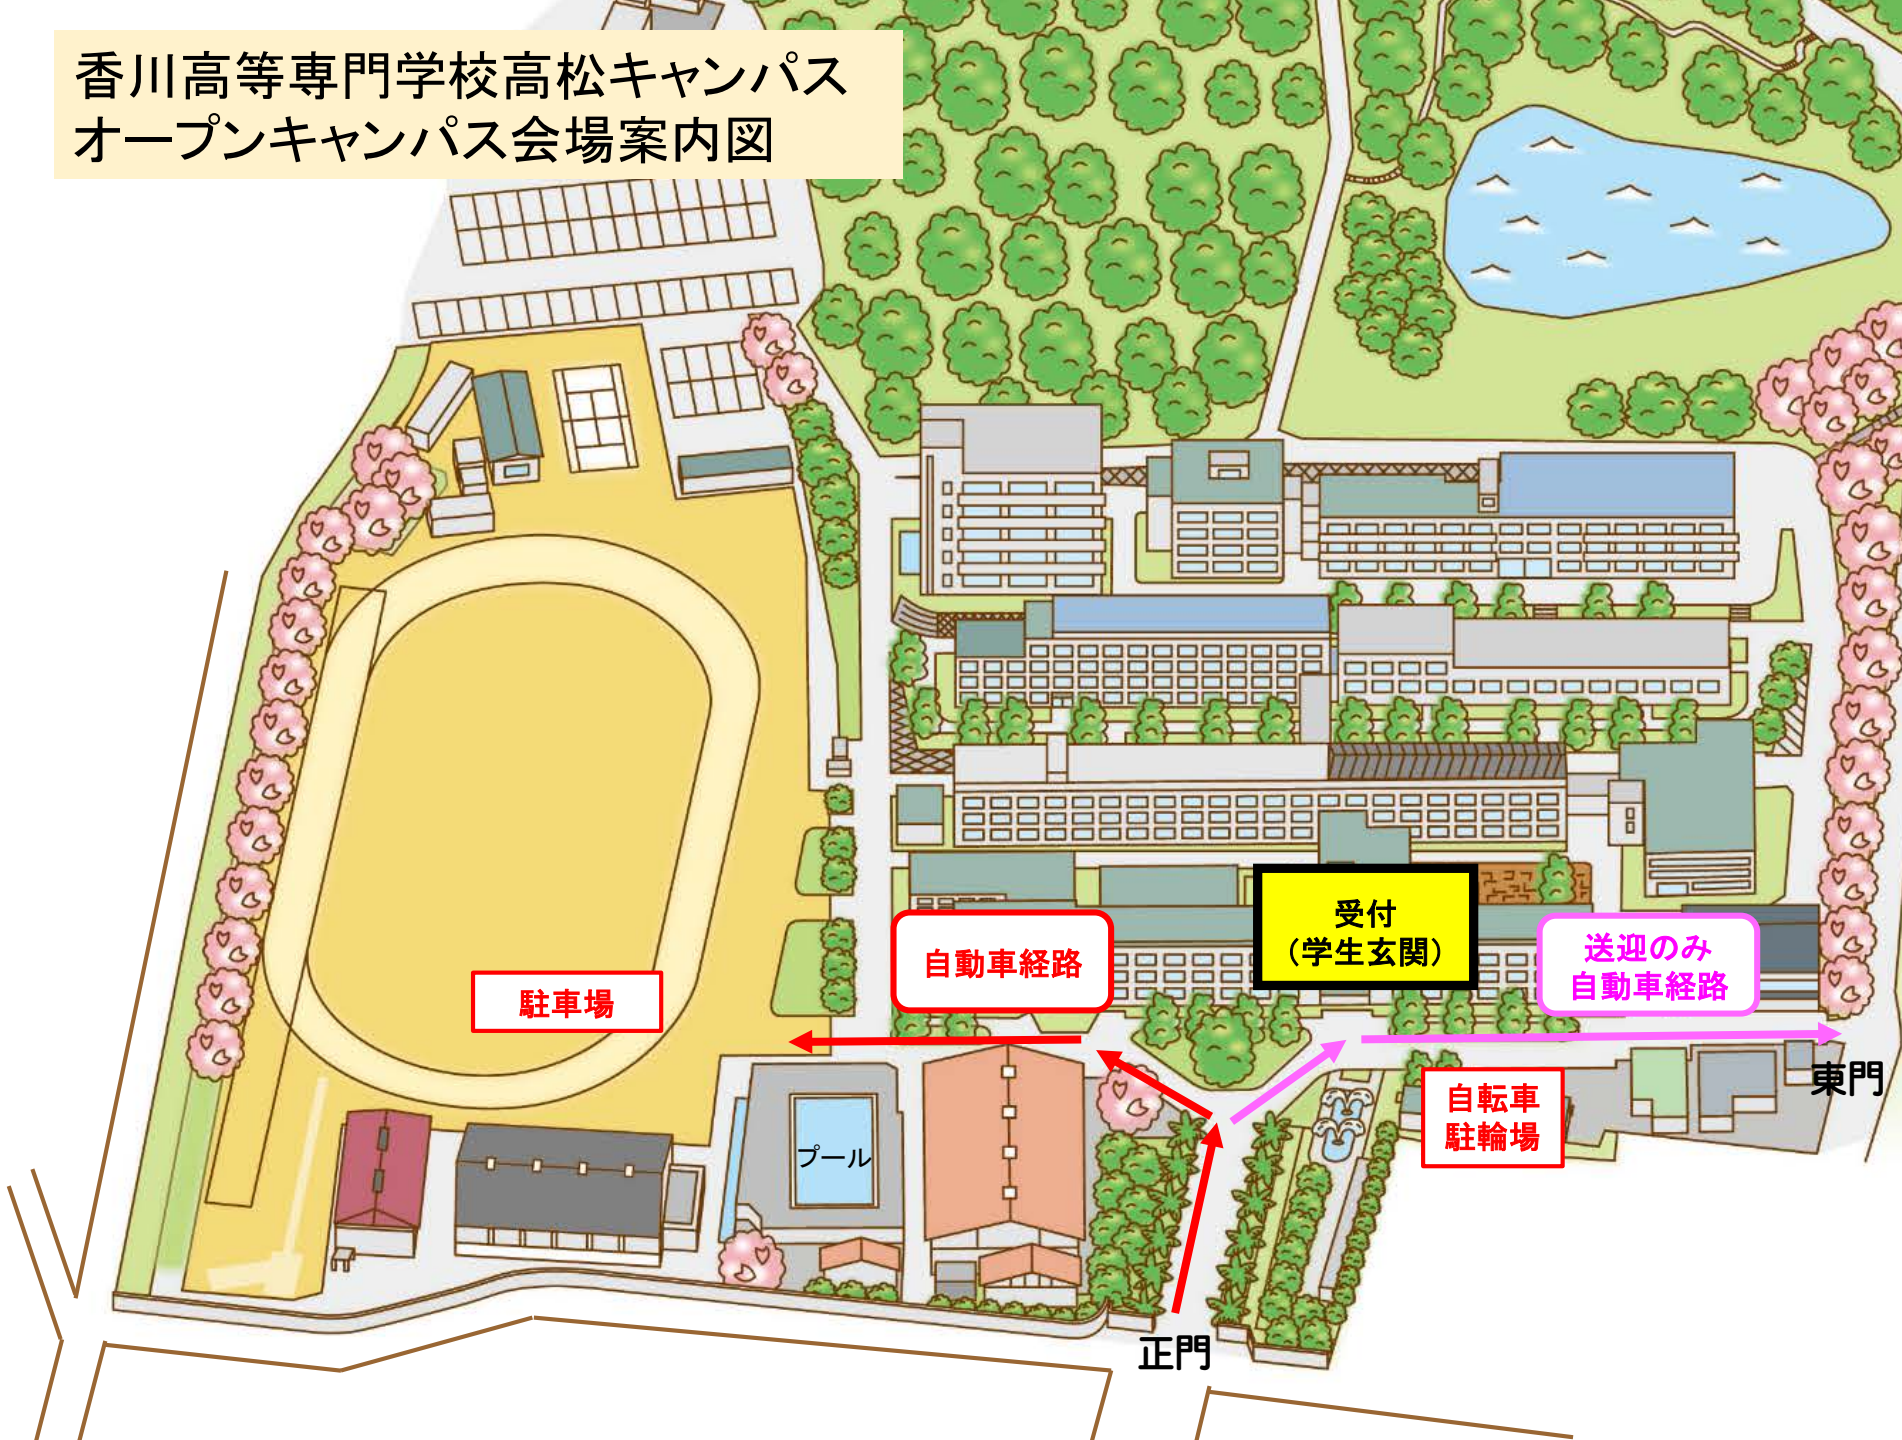 香川高等専門学校高松キャンパス
オープンキャンパス会場案内図
受付
（学生玄関）
自動車経路
送迎のみ
自動車経路
駐車場
東門
自転車
駐輪場
プール
正門